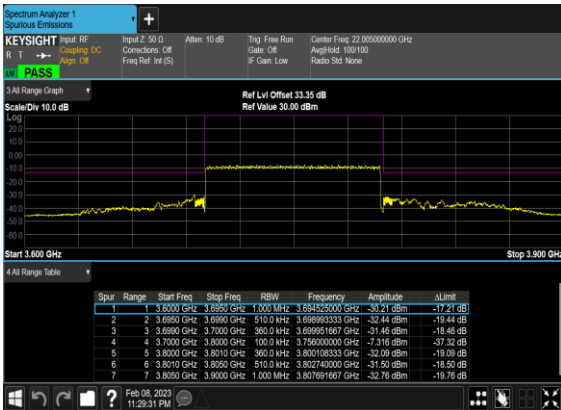 Spectrum Analyzer 1
Spurious Emissions
KEYSIGHT Input: RF Input Z: 50 Ω Atten: 10 dB Trig: Free Run Center Freq: 22.005000000 GHz
R T Coupling: DC Corrections: Off Gate: Off Avg|Hold: 100/100
Align: Off Freq Ref: Int (S) IF Gain: Low Radio Std: None
PASS
3 All Range Graph
Ref Lvl Offset 33.35 dB
Scale/Div 10.0 dB Ref Value 30.00 dBm
Log
20.0
10.0
0.00
-10.0
-20.0
-30.0
-40.0
-50.0
-60.0
Start 3.600 GHz Stop 3.900 GHz
4 All Range Table
Spur Range Start Freq Stop Freq RBW Frequency Amplitude ΔLimit
1 1 3.6000 GHz 3.6950 GHz 1.000 MHz 3.694525000 GHz -30.21 dBm -17.21 dB
2 2 3.6950 GHz 3.6990 GHz 510.0 kHz 3.698993333 GHz -32.44 dBm -19.44 dB
3 3 3.6990 GHz 3.7000 GHz 360.0 kHz 3.699951667 GHz -31.46 dBm -18.46 dB
4 4 3.7000 GHz 3.8000 GHz 100.0 kHz 3.756000000 GHz -7.316 dBm -37.32 dB
5 5 3.8000 GHz 3.8010 GHz 360.0 kHz 3.800108333 GHz -32.09 dBm -19.09 dB
6 6 3.8010 GHz 3.8050 GHz 510.0 kHz 3.802740000 GHz -31.50 dBm -18.50 dB
7 7 3.8050 GHz 3.9000 GHz 1.000 MHz 3.807691667 GHz -32.76 dBm -19.76 dB
Feb 08, 2023
11:29:31 PM